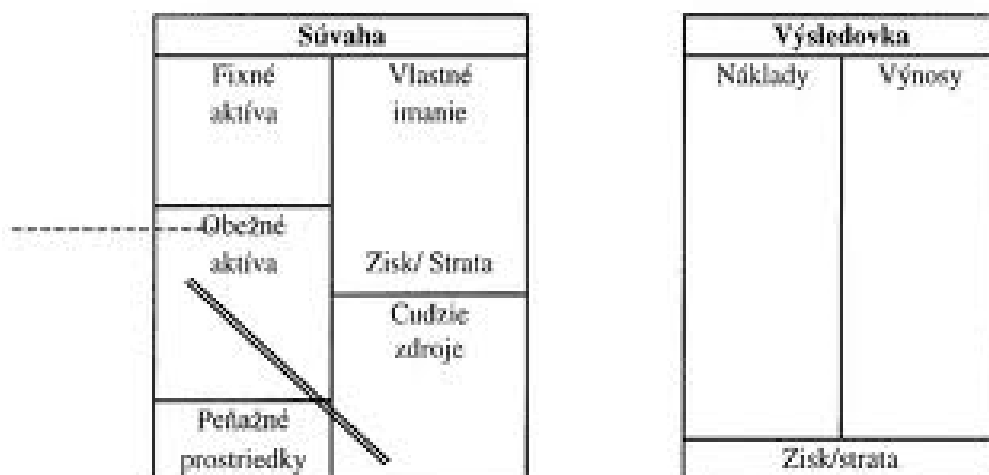 Súvaha
Fixné
aktíva
Vlastné
imanie
Obežné
aktíva
Zisk/ Strata
Cudzie
zdroje
Peňažné
prostriedky
Výsledovka
Náklady
Výnosy
Zisk/strata